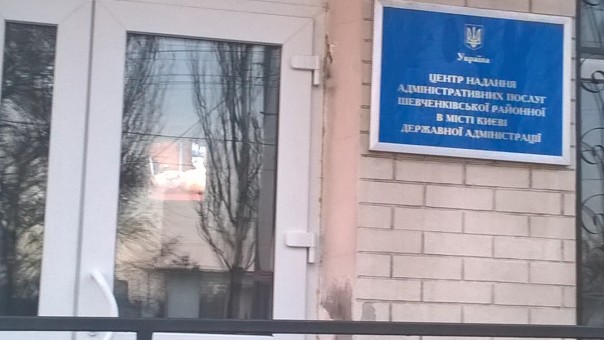 Україна
ЦЕНТР НАДАННЯ
АДМІНІСТРАТИВНИХ ПОСЛУГ
ШЕВЧЕНКІВСЬКОЇ РАЙОННОЇ
В МІСТІ КИЄВІ
ДЕРЖАВНОЇ АДМІНІСТРАЦІЇ